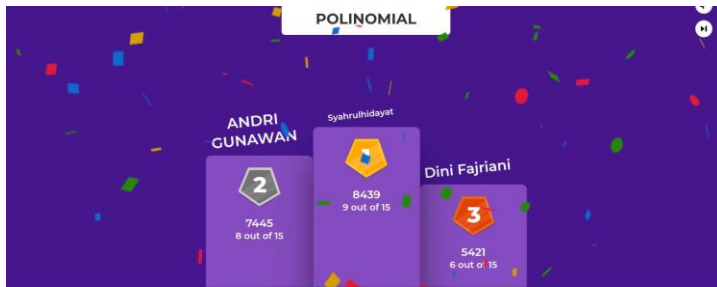 POLINOMIAL
ANDRI
GUNAWAN
2
7445
8 out of 15
Syahrulhidayat
8439
9 out of 15
Dini Fajriani
3
5421
6 out of 15